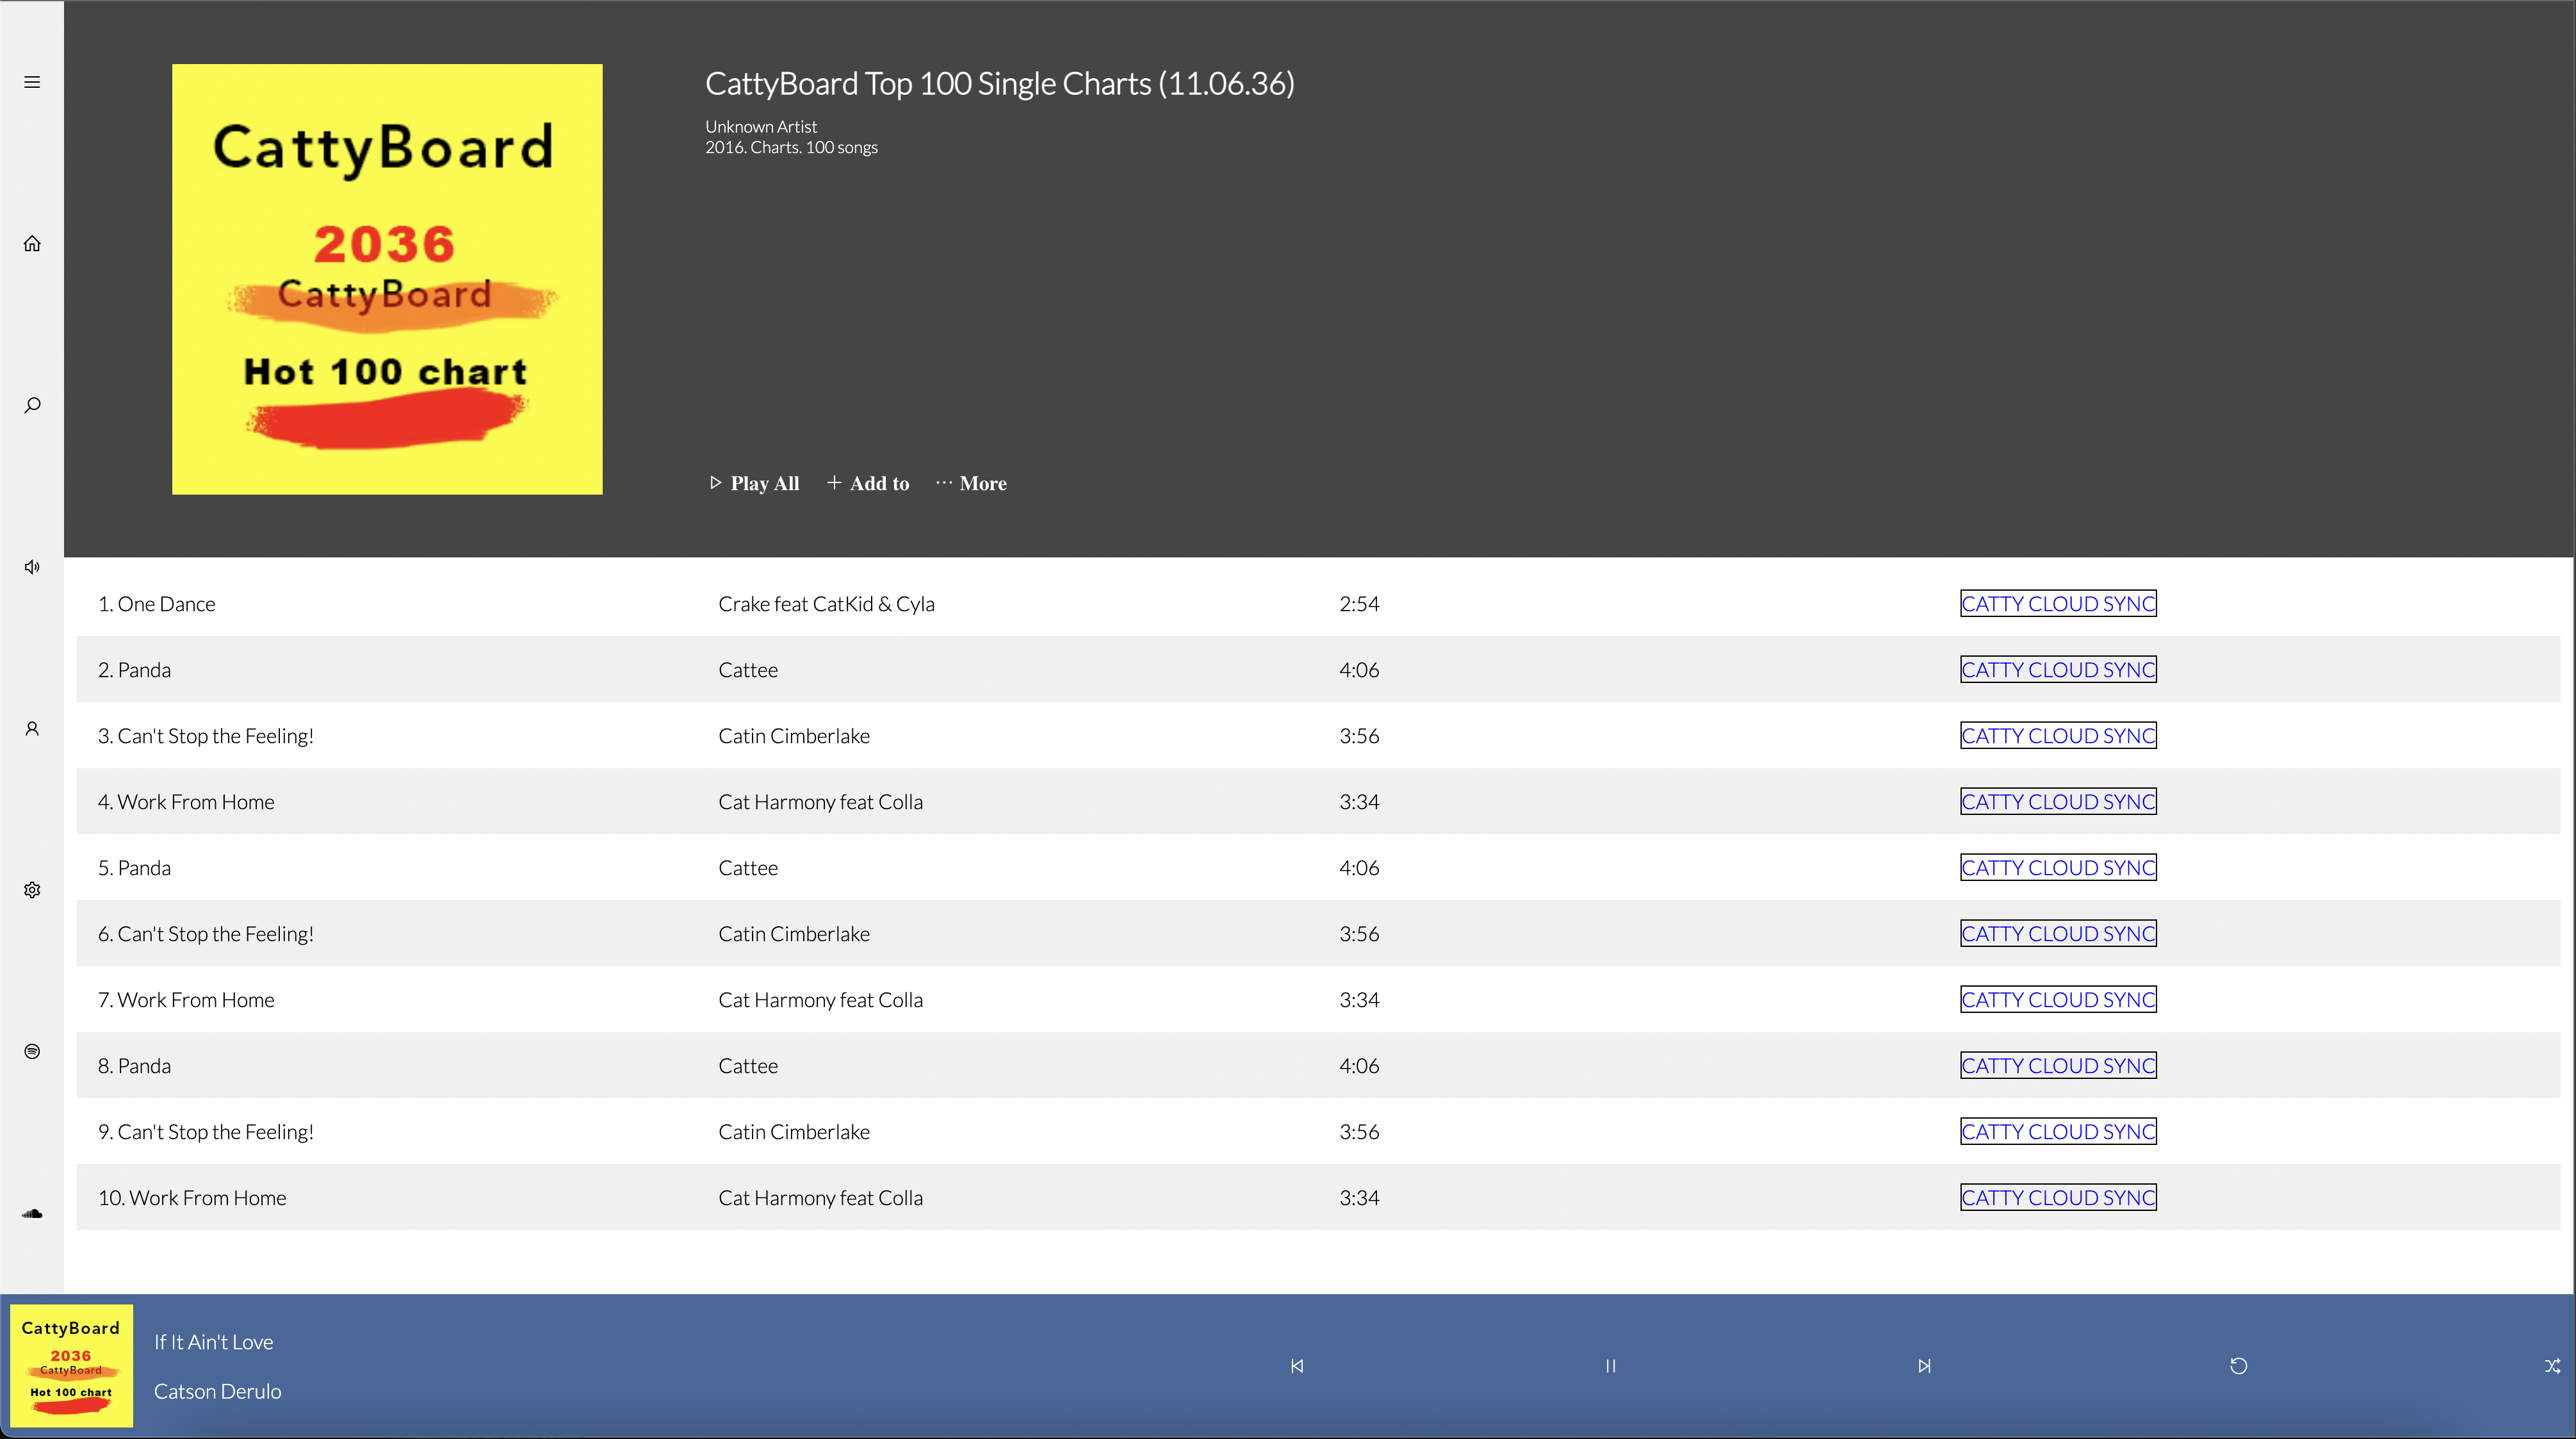 CattyBoard
2036
CattyBoard
Hot 100 chart
CattyBoard Top 100 Single Charts (11.06.36)
Unknown Artist
2016. Charts. 100 songs
Play All Add to More
1. One Dance Crake feat CatKid & Cyla 2:54 CATTY CLOUD SYNC
2. Panda Cattee 4:06 CATTY CLOUD SYNC
3. Can't Stop the Feeling! Catin Cimberlake 3:56 CATTY CLOUD SYNC
4. Work From Home Cat Harmony feat Colla 3:34 CATTY CLOUD SYNC
5. Panda Cattee 4:06 CATTY CLOUD SYNC
6. Can't Stop the Feeling! Catin Cimberlake 3:56 CATTY CLOUD SYNC
7. Work From Home Cat Harmony feat Colla 3:34 CATTY CLOUD SYNC
8. Panda Cattee 4:06 CATTY CLOUD SYNC
9. Can't Stop the Feeling! Catin Cimberlake 3:56 CATTY CLOUD SYNC
10. Work From Home Cat Harmony feat Colla 3:34 CATTY CLOUD SYNC
CattyBoard
2036
CattyBoard
Hot 100 chart
If It Ain't Love
Catson Derulo